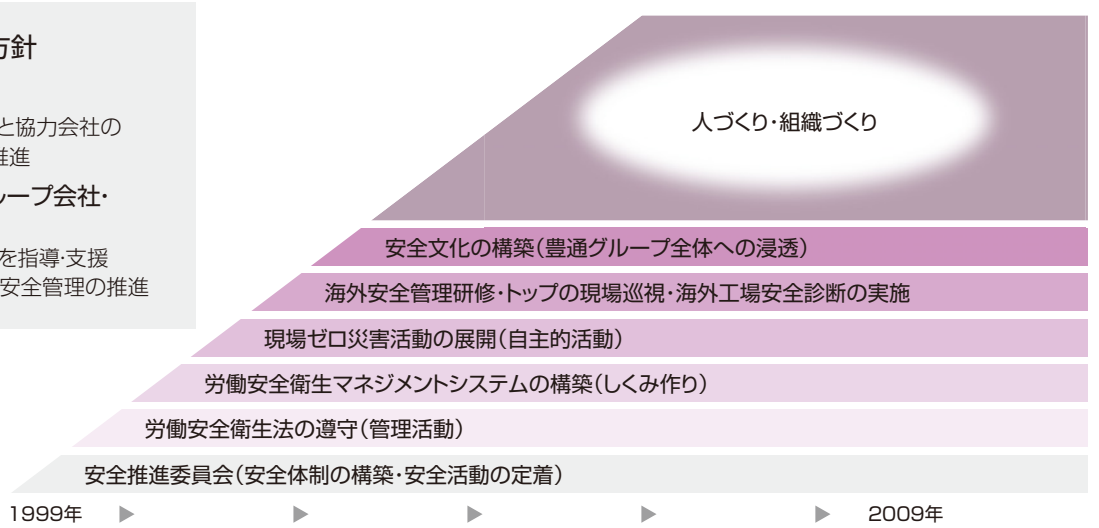 方針
と協力会社の
推進
ループ会社・
を指導・支援
安全管理の推進
人づくり・組織づくり
安全文化の構築(豊通グループ全体への浸透)
海外安全管理研修・トップの現場巡視・海外工場安全診断の実施
現場ゼロ災害活動の展開(自主的活動)
労働安全衛生マネジメントシステムの構築(しくみ作り)
労働安全衛生法の遵守(管理活動)
安全推進委員会(安全体制の構築・安全活動の定着)
1999年 ▶ ▶ ▶ ▶ ▶ 2009年